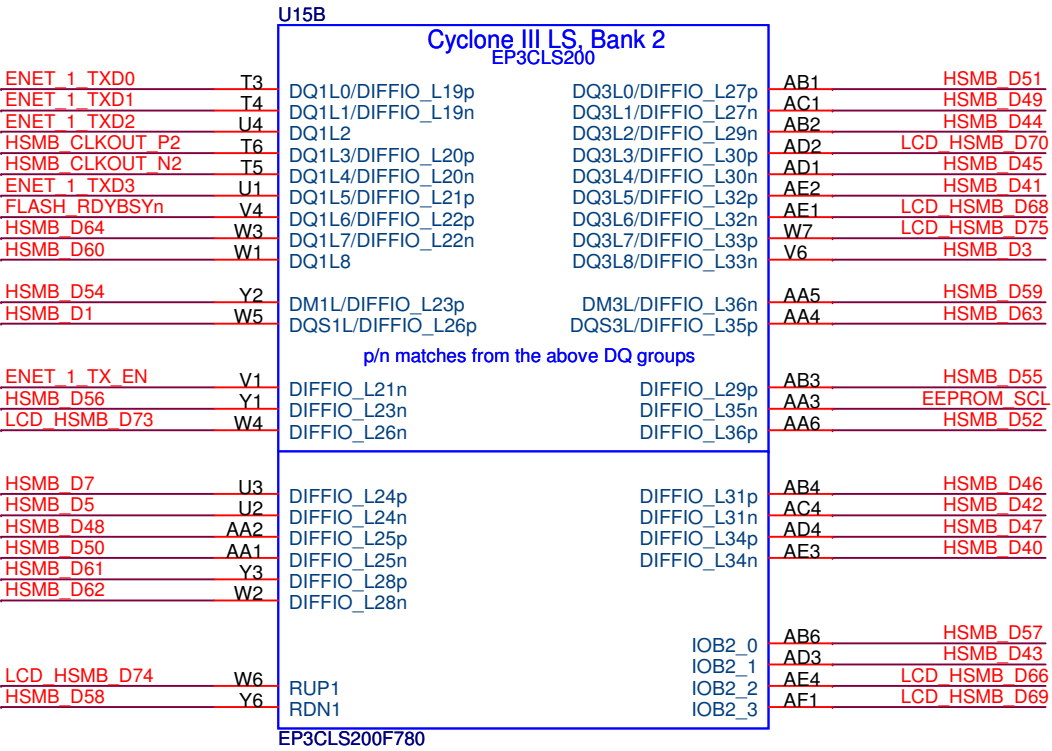 U15B
Cyclone III LS, Bank 2
EP3CLS200
ENET_1_TXD0 T3 DQ1L0/DIFFIO_L19p DQ3L0/DIFFIO_L27p AB1 HSMB_D51
ENET_1_TXD1 T4 DQ1L1/DIFFIO_L19n DQ3L1/DIFFIO_L27n AC1 HSMB_D49
ENET_1_TXD2 U4 DQ1L2 DQ3L2/DIFFIO_L29n AB2 HSMB_D44
HSMB_CLKOUT_P2 T6 DQ1L3/DIFFIO_L20p DQ3L3/DIFFIO_L30p AD2 LCD_HSMB_D70
HSMB_CLKOUT_N2 T5 DQ1L4/DIFFIO_L20n DQ3L4/DIFFIO_L30n AD1 HSMB_D45
ENET_1_TXD3 U1 DQ1L5/DIFFIO_L21p DQ3L5/DIFFIO_L32p AE2 HSMB_D41
FLASH_RDYBSYn V4 DQ1L6/DIFFIO_L22p DQ3L6/DIFFIO_L32n AE1 LCD_HSMB_D68
HSMB_D64 W3 DQ1L7/DIFFIO_L22n DQ3L7/DIFFIO_L33p W7 LCD_HSMB_D75
HSMB_D60 W1 DQ1L8 DQ3L8/DIFFIO_L33n V6 HSMB_D3
HSMB_D54 Y2 DM1L/DIFFIO_L23p DM3L/DIFFIO_L36n AA5 HSMB_D59
HSMB_D1 W5 DQS1L/DIFFIO_L26p DQS3L/DIFFIO_L35p AA4 HSMB_D63
p/n matches from the above DQ groups
ENET_1_TX_EN V1 DIFFIO_L21n DIFFIO_L29p AB3 HSMB_D55
HSMB_D56 Y1 DIFFIO_L23n DIFFIO_L35n AA3 EEPROM_SCL
LCD_HSMB_D73 W4 DIFFIO_L26n DIFFIO_L36p AA6 HSMB_D52
HSMB_D7 U3 DIFFIO_L24p DIFFIO_L31p AB4 HSMB_D46
HSMB_D5 U2 DIFFIO_L24n DIFFIO_L31n AC4 HSMB_D42
HSMB_D48 AA2 DIFFIO_L25p DIFFIO_L34p AD4 HSMB_D47
HSMB_D50 AA1 DIFFIO_L25n DIFFIO_L34n AE3 HSMB_D40
HSMB_D61 Y3 DIFFIO_L28p
HSMB_D62 W2 DIFFIO_L28n
IOB2_0 AB6 HSMB_D57
IOB2_1 AD3 HSMB_D43
LCD_HSMB_D74 W6 RUP1 IOB2_2 AE4 LCD_HSMB_D66
HSMB_D58 Y6 RDN1 IOB2_3 AF1 LCD_HSMB_D69
EP3CLS200F780